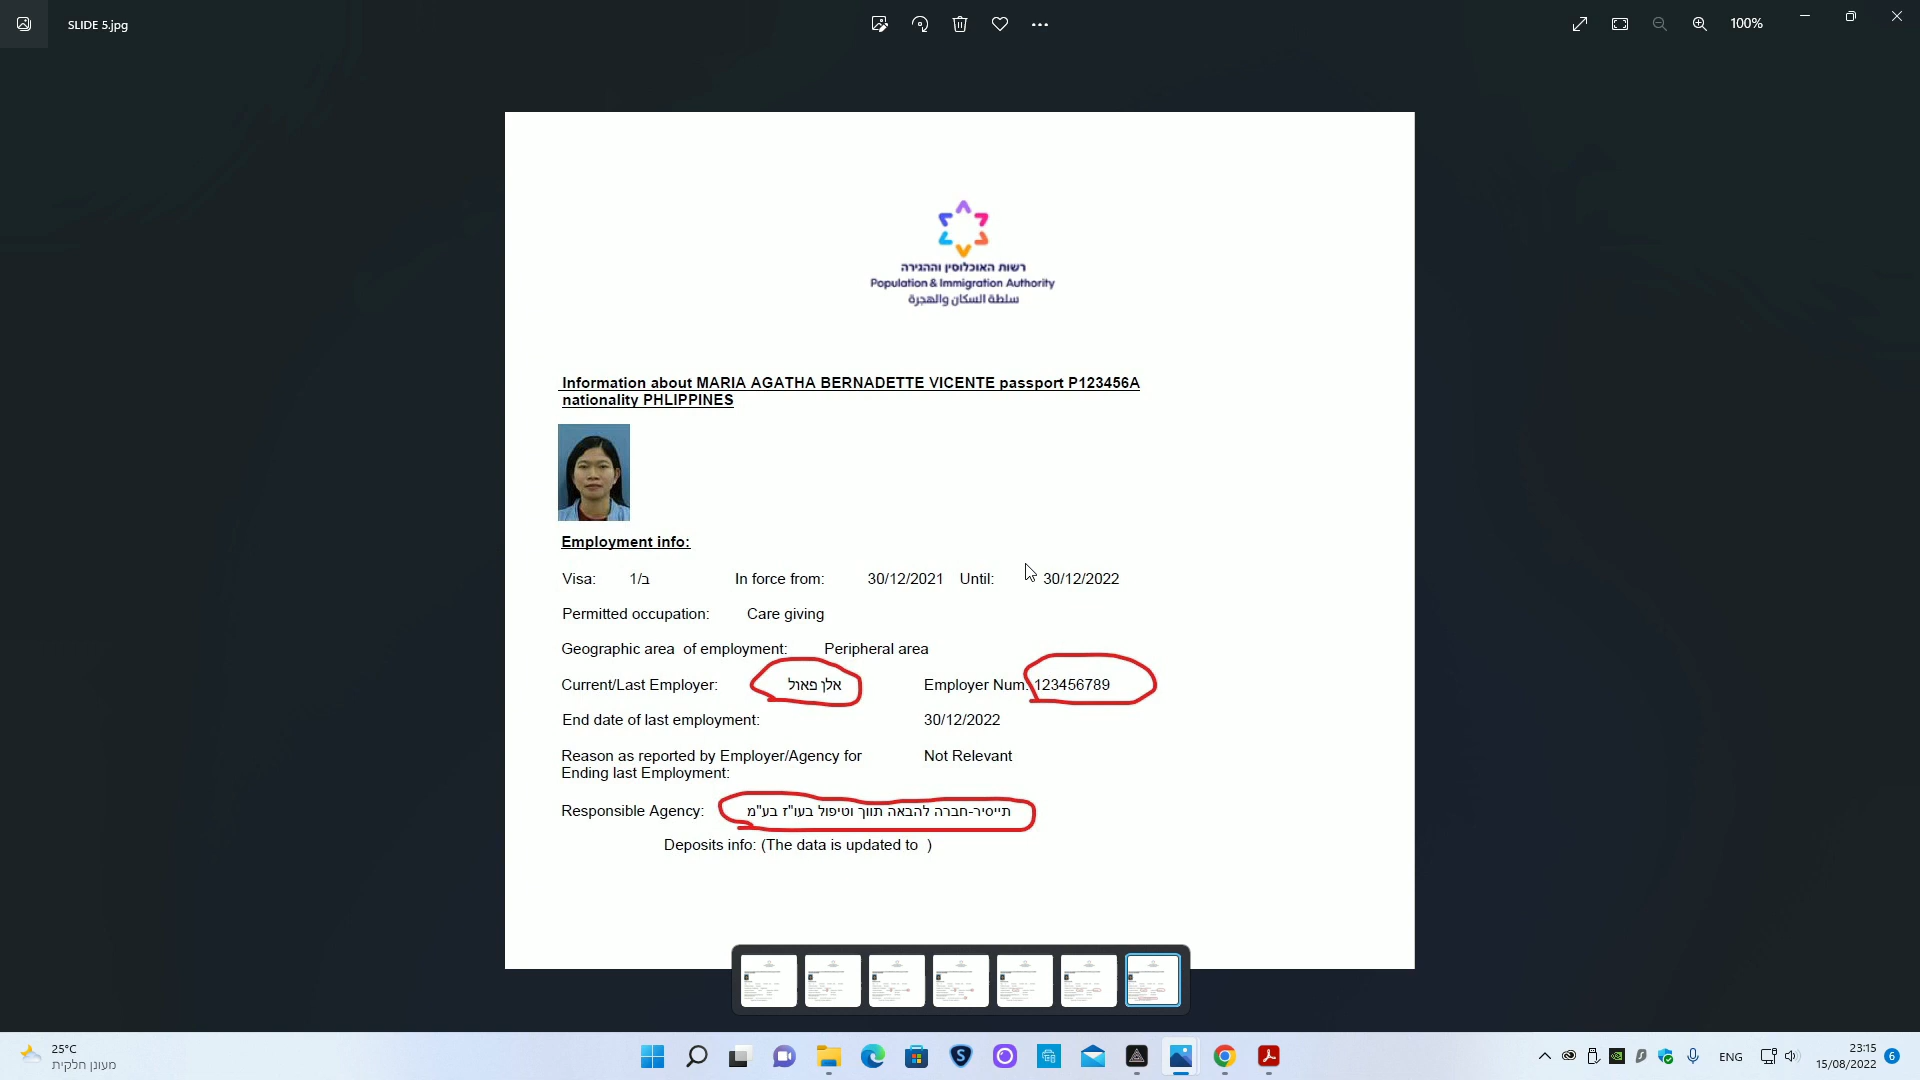 SLIDE 5.jpg
100%
רשות האוכלוסין וההגירה
Population & Immigration Authority
سلطة السكان والهجرة
Information about MARIA AGATHA BERNADETTE VICENTE passport P123456A
nationality PHLIPPINES
Employment info:
Visa: ב/1 In force from: 30/12/2021 Until: 30/12/2022
Permitted occupation: Care giving
Geographic area of employment: Peripheral area
Current/Last Employer: אלן פאול Employer Num: 123456789
End date of last employment: 30/12/2022
Reason as reported by Employer/Agency for Not Relevant
Ending last Employment:
Responsible Agency: תייסיר-חברה להבאה תווך וטיפול בעו"ז בע"מ
Deposits info: (The data is updated to )
25°C
מעונן חלקית
ENG
23:15
15/08/2022
6